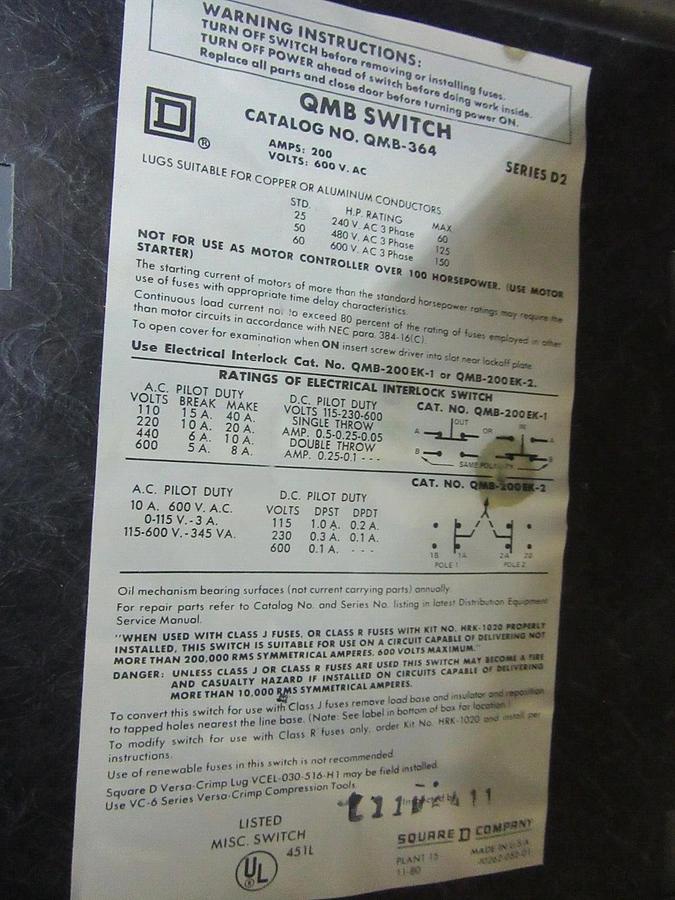 WARNING INSTRUCTIONS:
TURN OFF SWITCH before removing or installing fuses.
TURN OFF POWER ahead of switch before doing work inside.
Replace all parts and close door before turning power ON.
D ®
QMB SWITCH
CATALOG NO. QMB-364
AMPS: 200
VOLTS: 600 V. AC
SERIES D2
LUGS SUITABLE FOR COPPER OR ALUMINUM CONDUCTORS
STD. H.P. RATING MAX
25 240 V. AC 3 Phase 60
50 480 V. AC 3 Phase 125
60 600 V. AC 3 Phase 150
NOT FOR USE AS MOTOR CONTROLLER OVER 100 HORSEPOWER. (USE MOTOR
STARTER)
The starting current of motors of more than the standard horsepower ratings may require the
use of fuses with appropriate time delay characteristics.
Continuous load current not to exceed 80 percent of the rating of fuses employed in other
than motor circuits in accordance with NEC para. 384-16(C)
To open cover for examination when ON insert screw driver into slot near lockoff plate
Use Electrical Interlock Cat. No. QMB-200EK-1 or QMB-200EK-2.
RATINGS OF ELECTRICAL INTERLOCK SWITCH
A.C. PILOT DUTY
VOLTS BREAK MAKE
110 15 A. 40 A.
220 10 A. 20 A.
440 6 A. 10 A.
600 5 A. 8 A.
D.C. PILOT DUTY
VOLTS 115-230-600
SINGLE THROW
AMP. 0.5-0.25-0.05
DOUBLE THROW
AMP. 0.25-0.1 - - -
CAT. NO. QMB-200EK-1
OUT OR IN
A A
B B
SAME POLARITY
A.C. PILOT DUTY
10 A. 600 V. A.C.
0-115 V.-3 A.
115-600 V.-345 VA.
D.C. PILOT DUTY
VOLTS DPST DPDT
115 1.0 A. 0.2 A.
230 0.3 A. 0.1 A.
600 0.1 A. - - -
CAT. NO. QMB-200EK-2
1B 1A 2A 2B
POLE 1 POLE 2
Oil mechanism bearing surfaces (not current carrying parts) annually.
For repair parts refer to Catalog No. and Series No. listing in latest Distribution Equipment
Service Manual.
"WHEN USED WITH CLASS J FUSES, OR CLASS R FUSES WITH KIT NO. HRK-1020 PROPERLY
INSTALLED, THIS SWITCH IS SUITABLE FOR USE ON A CIRCUIT CAPABLE OF DELIVERING NOT
MORE THAN 200,000 RMS SYMMETRICAL AMPERES, 600 VOLTS MAXIMUM."
DANGER: UNLESS CLASS J OR CLASS R FUSES ARE USED THIS SWITCH MAY BECOME A FIRE
AND CASUALTY HAZARD IF INSTALLED ON CIRCUITS CAPABLE OF DELIVERING
MORE THAN 10,000 RMS SYMMETRICAL AMPERES.
To convert this switch for use with Class J fuses remove load base and insulator and reposition
to tapped holes nearest the line base. (Note: See label in bottom of box for location)
To modify switch for use with Class R fuses only, order Kit No. HRK-1020 and install per
instructions.
Use of renewable fuses in this switch is not recommended.
Square D Versa-Crimp Lug VCEL-030-516-H1 may be field installed.
Use VC-6 Series Versa-Crimp Compression Tools
Inspected by
411
LISTED
MISC. SWITCH
451L
UL
SQUARE D COMPANY
PLANT 15
11-80
MADE IN U.S.A.